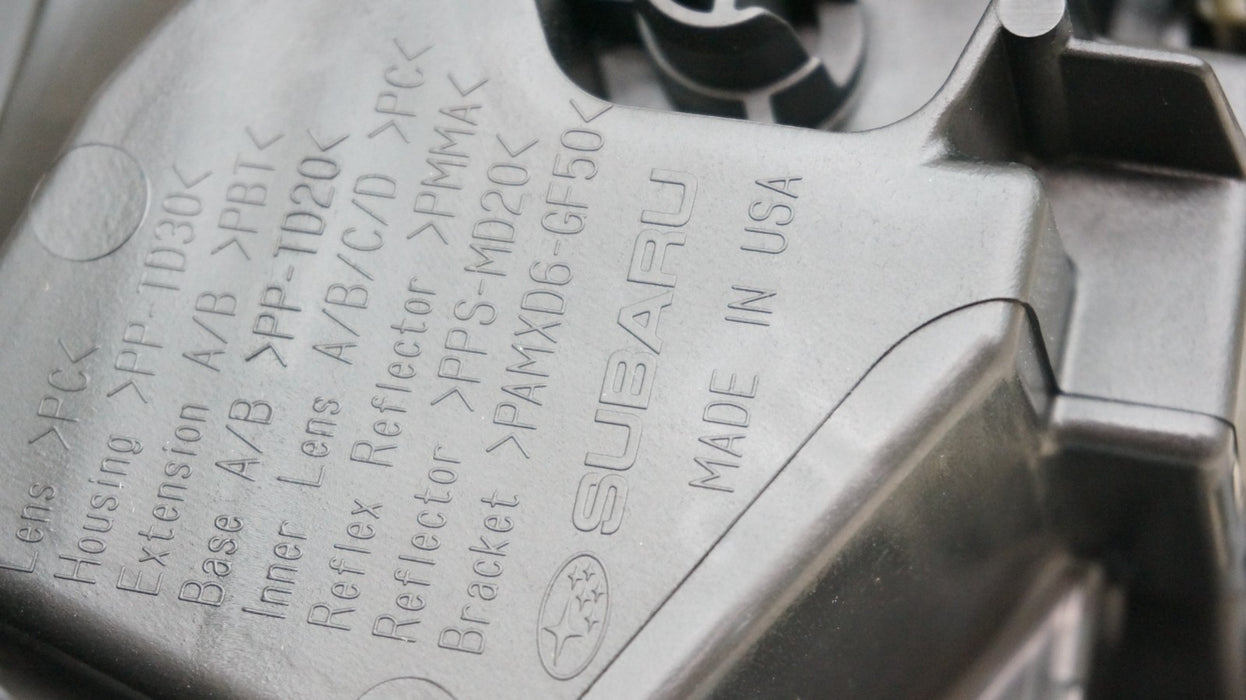 Lens >PC<
Housing >PP-TD30<
Extension A/B >PBT<
Base A/B >PP-TD20<
Inner Lens A/B/C/D >PC<
Reflex Reflector >PMMA<
Reflector >PPS-MD20<
Bracket >PAMXD6-GF50<
SUBARU
MADE IN USA